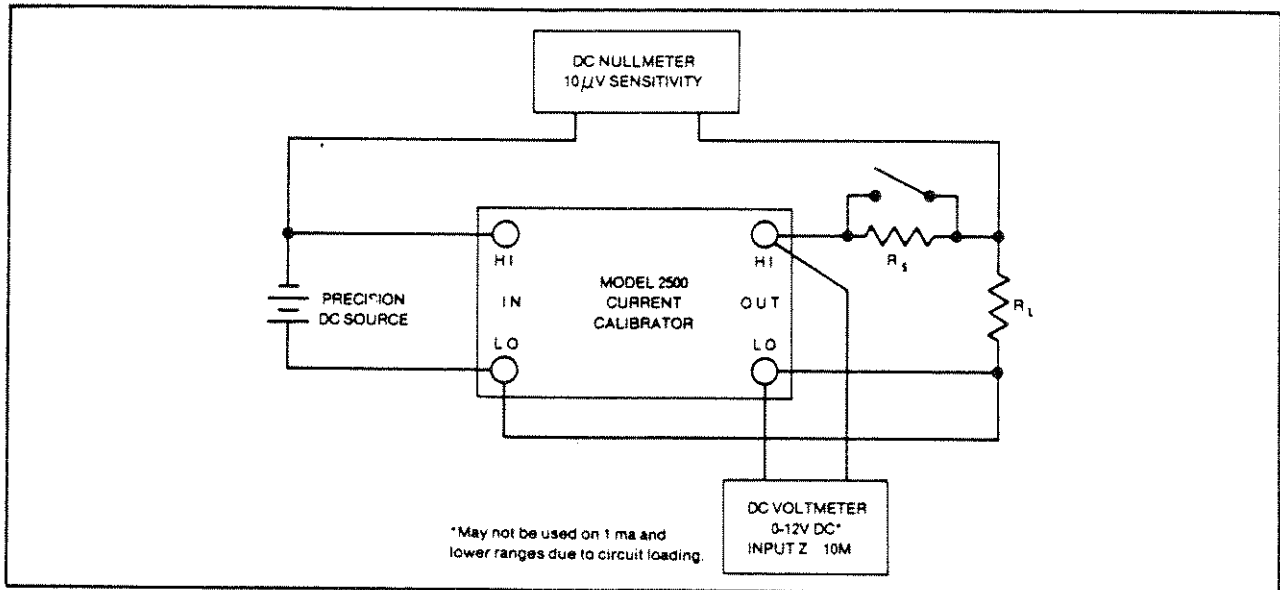 DC NULLMETER
10μV SENSITIVITY
HI
HI
R s
MODEL 2500
CURRENT
CALIBRATOR
IN
OUT
PRECISION
DC SOURCE
R L
LO
LO
DC VOLTMETER
0-12V DC*
INPUT Z 10M
*May not be used on 1 ma and
lower ranges due to circuit loading.